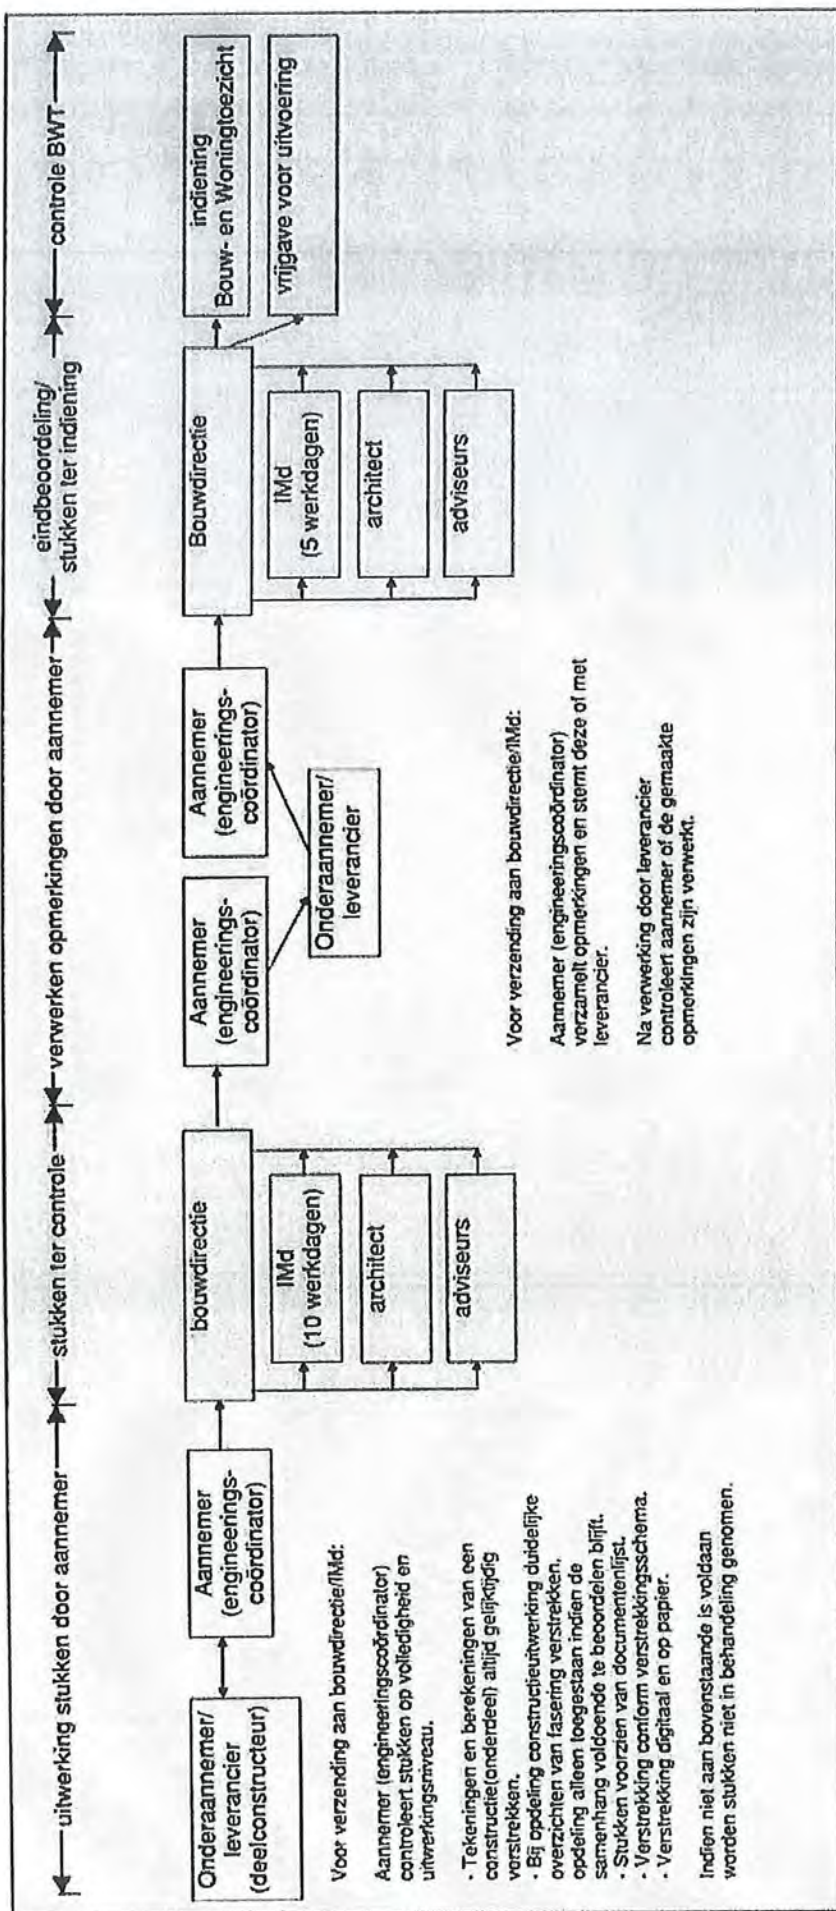 uitwerking stukken door aannemer
stukken ter controle
verwerken opmerkingen door aannemer
eindbeoordeling/
stukken ter indiening
controle BWT
Onderaannemer/
leverancier
(deelconstructeur)
Aannemer
(engineerings-
coördinator)
bouwdirectie
IMd
(10 werkdagen)
architect
adviseurs
Aannemer
(engineerings-
coördinator)
Onderaannemer/
leverancier
Aannemer
(engineerings-
coördinator)
Bouwdirectie
IMd
(5 werkdagen)
architect
adviseurs
indiening
Bouw- en Woningtoezicht
vrijgave voor uitvoering
Voor verzending aan bouwdirectie/IMd:
Aannemer (engineeringscoördinator)
controleert stukken op volledigheid en
uitwerkingsniveau.
- Tekeningen en berekeningen van een
constructie(onderdeel) altijd gelijktijdig
verstrekken.
- Bij opdeling constructieuitwerking duidelijke
overzichten van fasering verstrekken.
opdeling alleen toegestaan indien de
samenhang voldoende te beoordelen blijft.
- Stukken voorzien van documentenlijst.
- Verstrekking conform verstrekkingsschema.
- Verstrekking digitaal en op papier.
Indien niet aan bovenstaande is voldaan
worden stukken niet in behandeling genomen.
Voor verzending aan bouwdirectie/IMd:
Aannemer (engineeringscoördinator)
verzamelt opmerkingen en stemt deze of met
leverancier.
Na verwerking door leverancier
controleert aannemer of de gemaakte
opmerkingen zijn verwerkt.